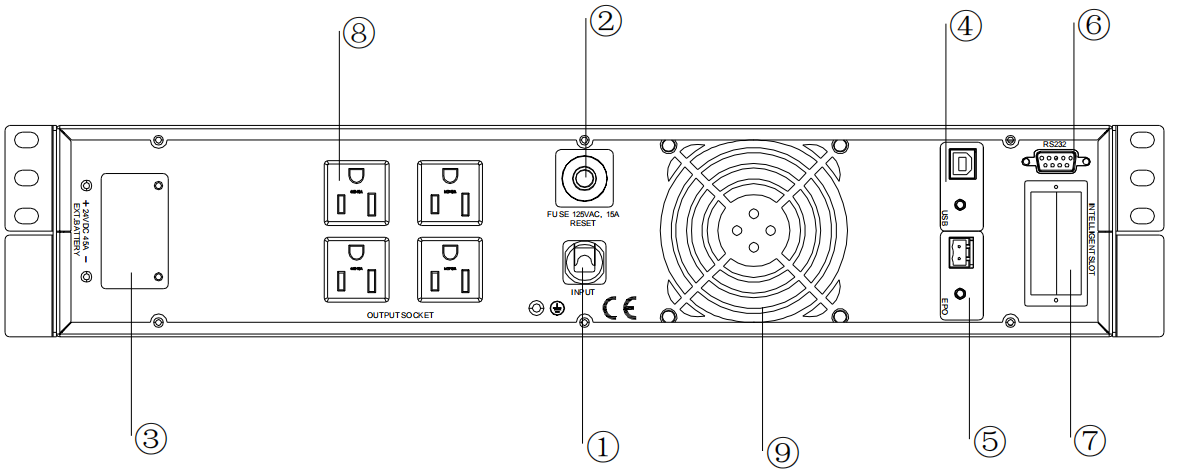 ②
⑧
④
⑥
RS232
+ 24VDC 45A -
EXT.BATTERY
FUSE 125VAC, 15A
RESET
USB
INTELLIGENT SLOT
INPUT
EPO
OUTPUT SOCKET
CE
③
①
⑨
⑤
⑦